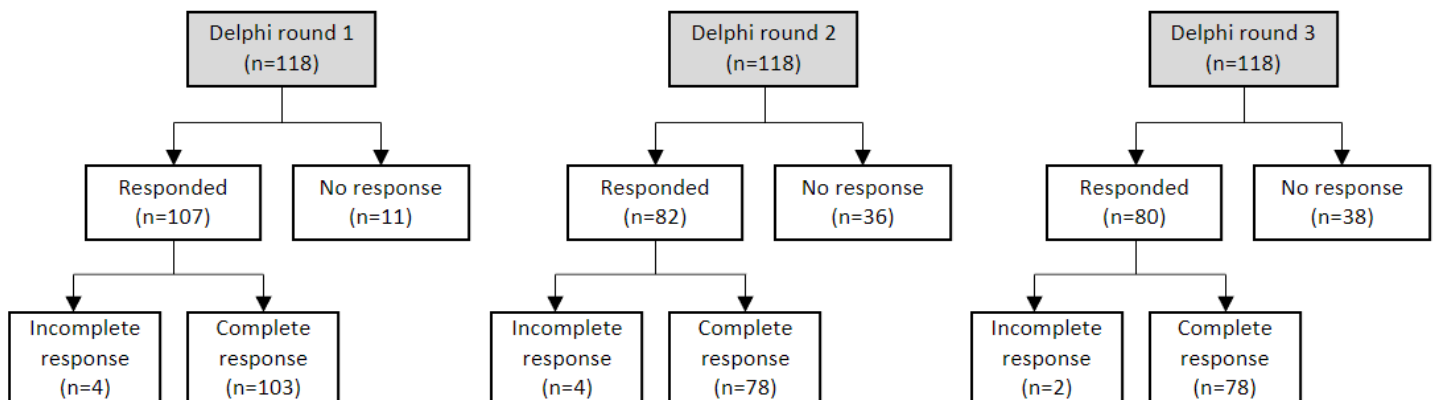 Delphi round 1
(n=118)
Responded
(n=107)
No response
(n=11)
Incomplete
response
(n=4)
Complete
response
(n=103)
Delphi round 2
(n=118)
Responded
(n=82)
No response
(n=36)
Incomplete
response
(n=4)
Complete
response
(n=78)
Delphi round 3
(n=118)
Responded
(n=80)
No response
(n=38)
Incomplete
response
(n=2)
Complete
response
(n=78)